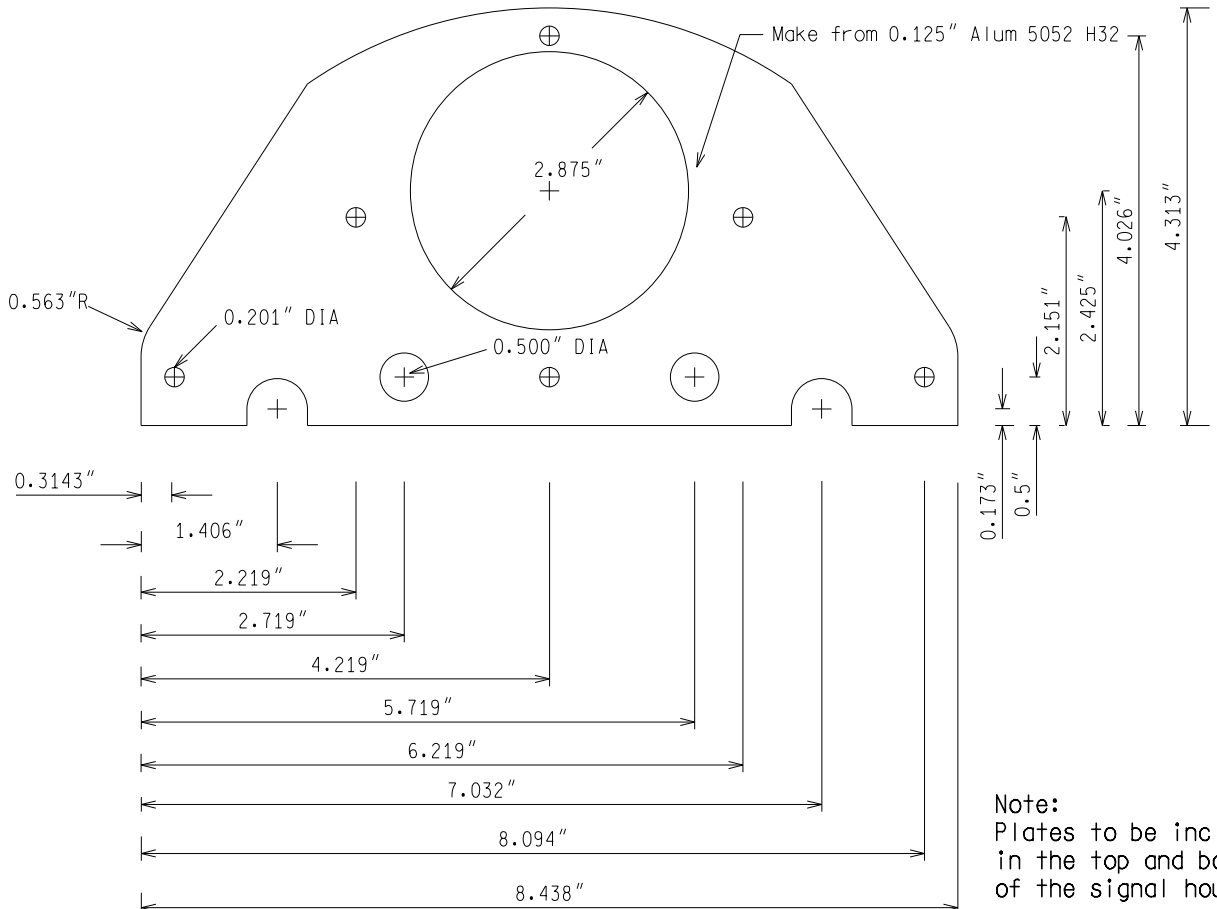 Make from 0.125" Alum 5052 H32
2.875"
0.563"R
0.201" DIA
0.500" DIA
2.151"
2.425"
4.026"
4.313"
0.173"
0.5"
0.3143"
1.406"
2.219"
2.719"
4.219"
5.719"
6.219"
7.032"
8.094"
8.438"
Note:
Plates to be inc
in the top and bo
of the signal hou